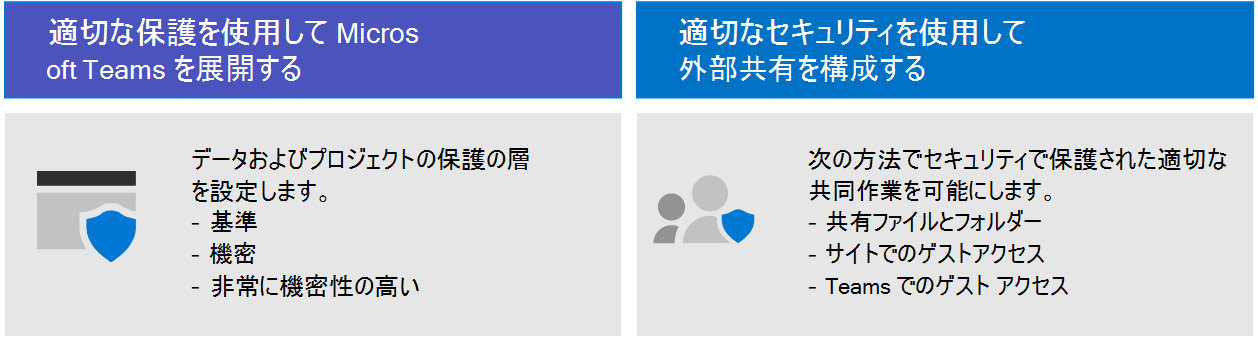 適切な保護を使用して Micros
oft Teams を展開する
データおよびプロジェクトの保護の層
を設定します。
- 基準
- 機密
- 非常に機密性の高い
適切なセキュリティを使用して
外部共有を構成する
次の方法でセキュリティで保護された適切な
共同作業を可能にします。
- 共有ファイルとフォルダー
- サイトでのゲストアクセス
- Teams でのゲスト アクセス